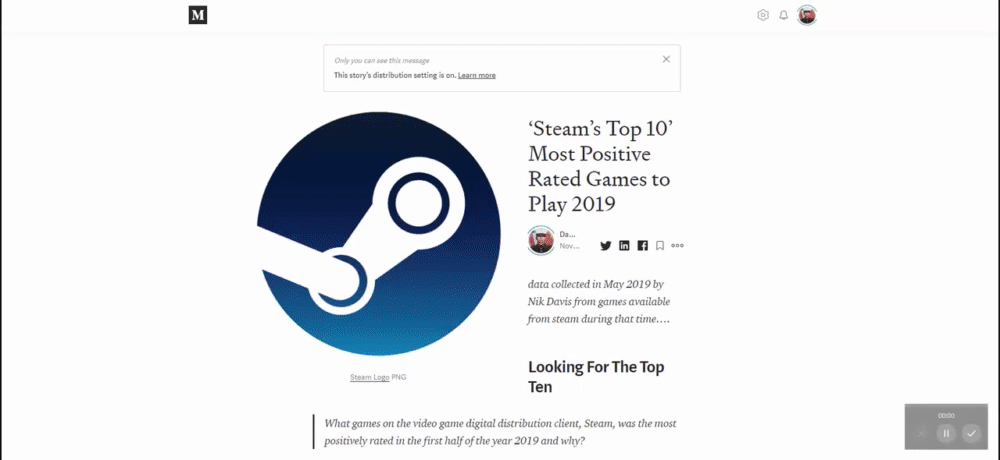 M
Only you can see this message
This story's distribution setting is on. Learn more
‘Steam’s Top 10’
Most Positive
Rated Games to
Play 2019
Da...
Nov...
data collected in May 2019 by
Nik Davis from games available
from steam during that time….
Looking For The Top
Ten
Steam Logo PNG
What games on the video game digital distribution client, Steam, was the most
positively rated in the first half of the year 2019 and why?
00:00